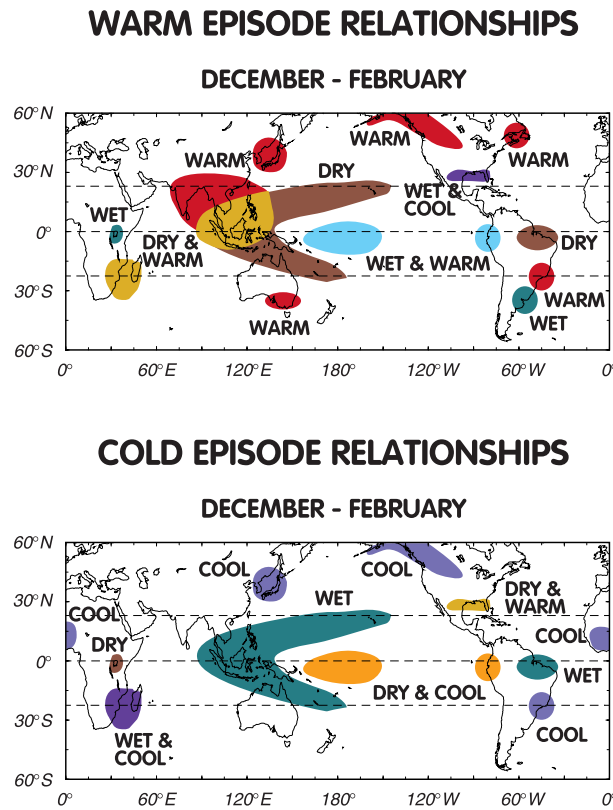 WARM EPISODE RELATIONSHIPS
DECEMBER - FEBRUARY
60° N
WARM
WARM
WARM
30° N
DRY
WET &
COOL
WET
0°
DRY &
WARM
DRY
WET & WARM
30° S
WARM
WARM
WET
60° S
0° 60° E 120° E 180° 120° W 60° W 0°
COLD EPISODE RELATIONSHIPS
DECEMBER - FEBRUARY
60° N
COOL
COOL
30° N
WET
DRY &
WARM
COOL
COOL
DRY
0°
WET
DRY & COOL
30° S
WET &
COOL
COOL
60° S
0° 60° E 120° E 180° 120° W 60° W 0°